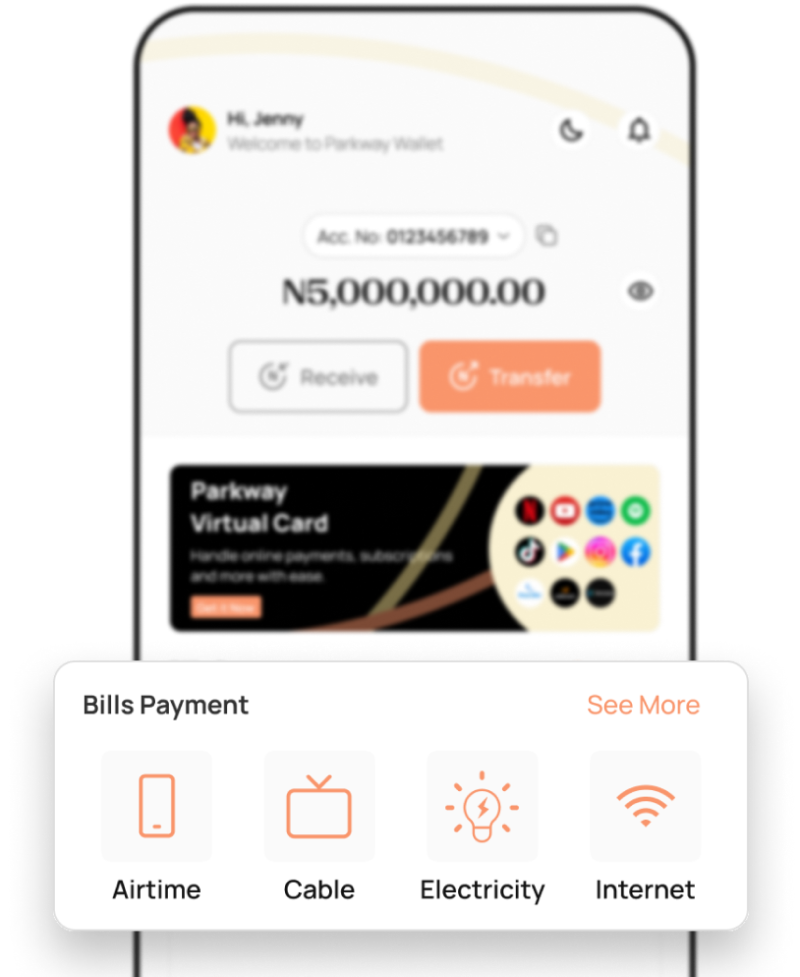 Hi, Jenny
Welcome to Parkway Wallet
Acc. No: 0123456789
₦5,000,000.00
Receive
Transfer
Parkway
Virtual Card
Handle online payments, subscriptions
and more with ease.
Get it Now
Bills Payment
See More
Airtime
Cable
Electricity
Internet